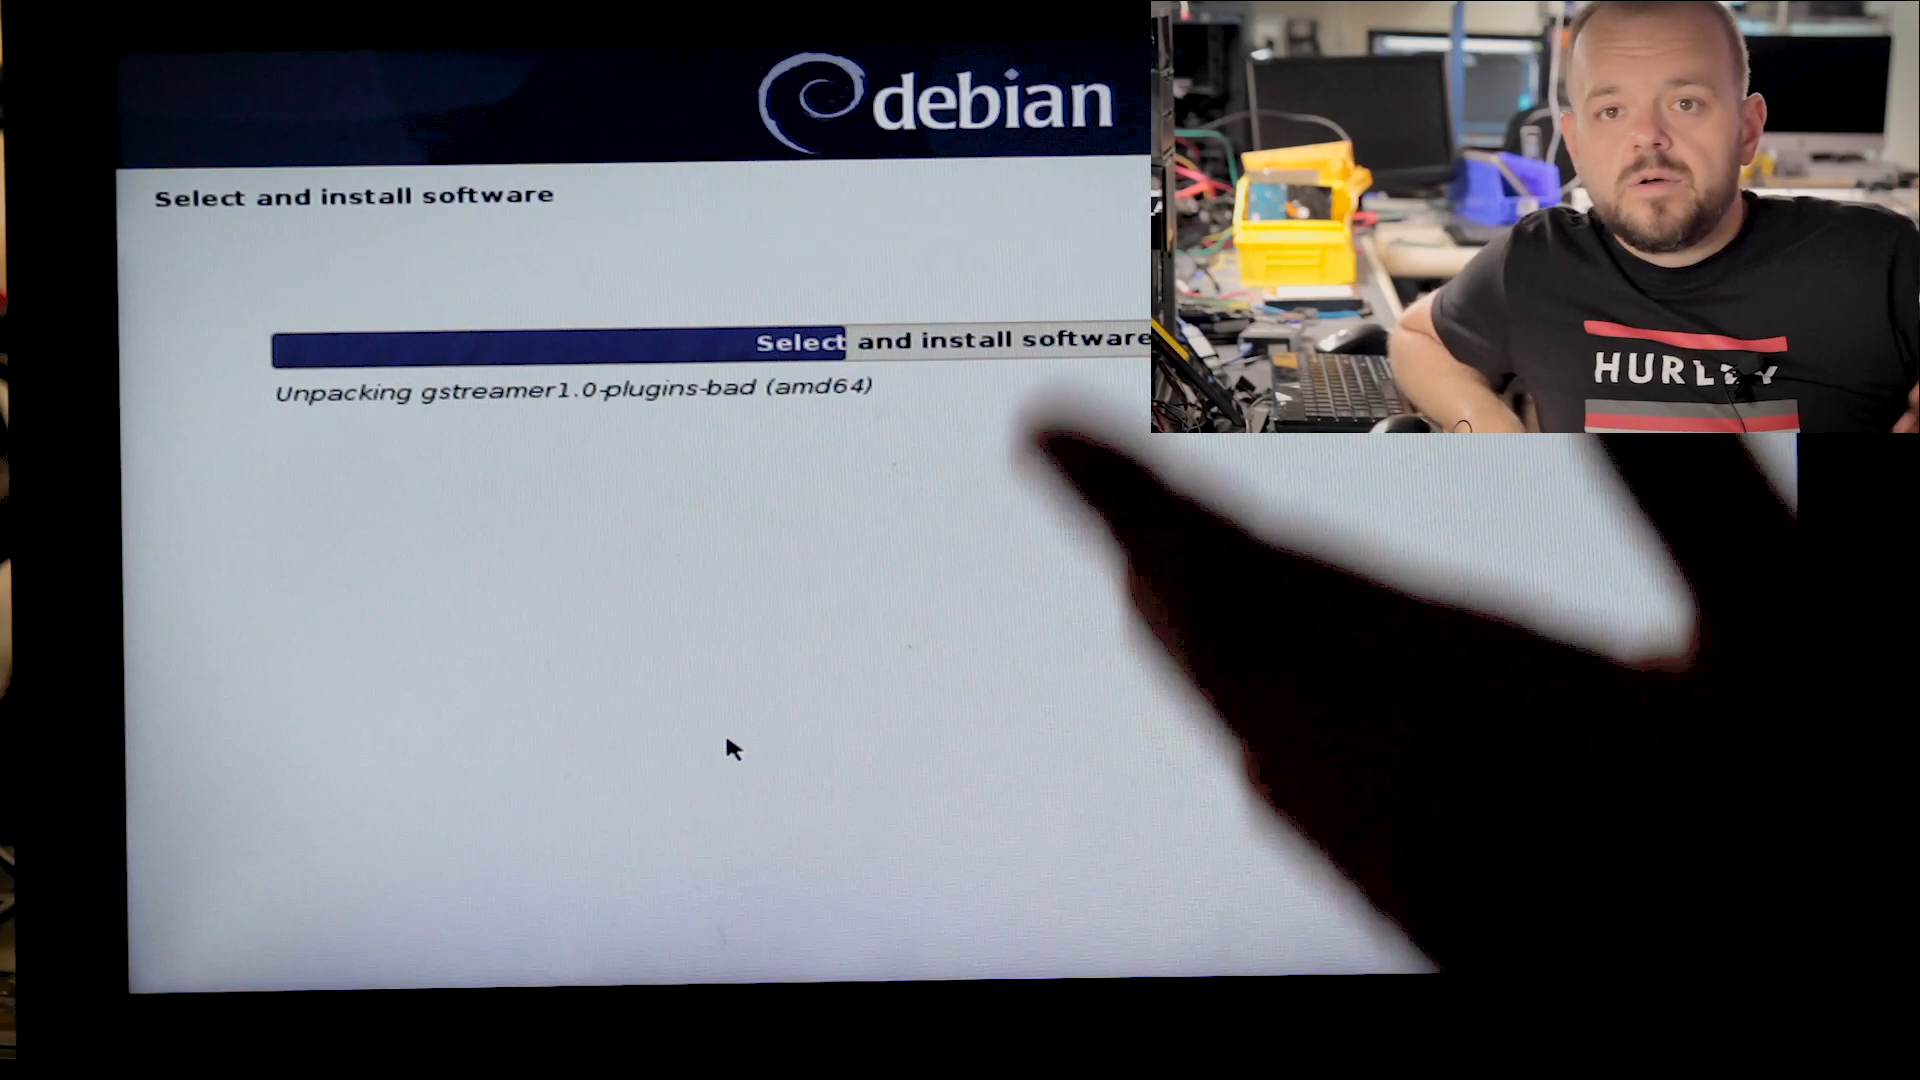 debian
Select and install software
Select and install software
Unpacking gstreamer1.0-plugins-bad (amd64)
HURLEY